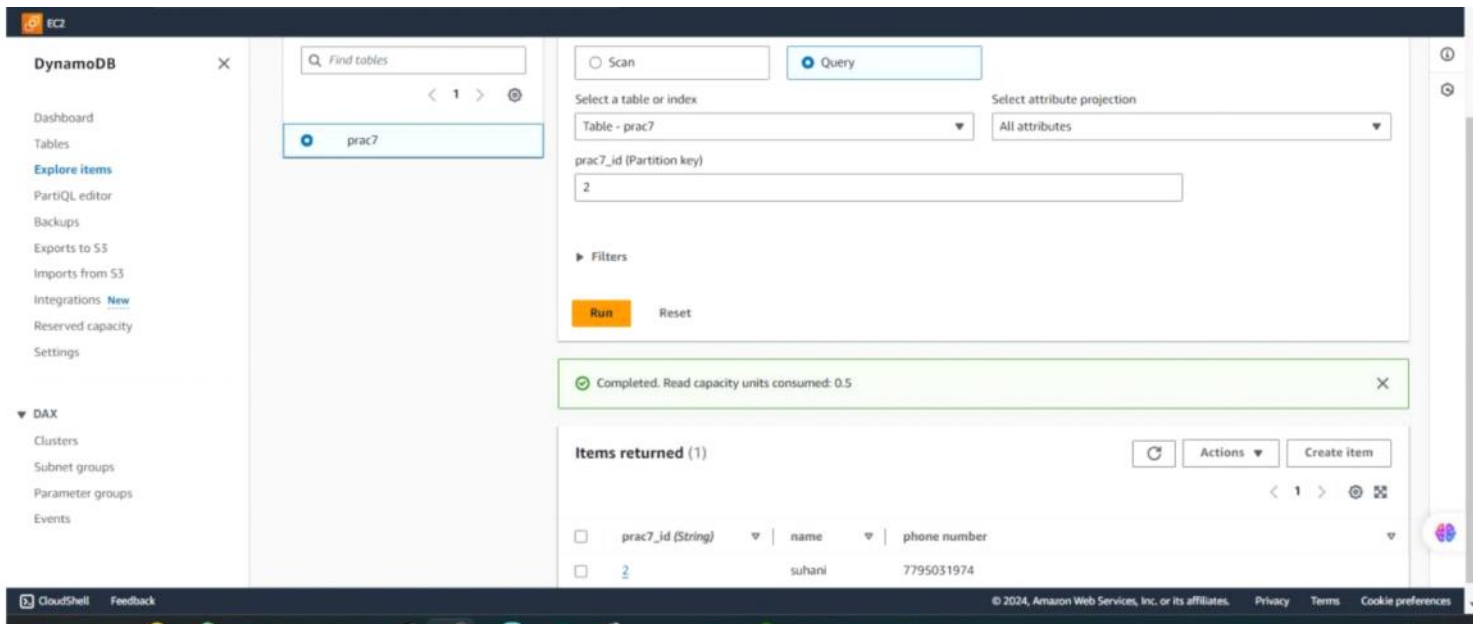 EC2
DynamoDB
Dashboard
Tables
Explore items
PartiQL editor
Backups
Exports to S3
Imports from S3
Integrations New
Reserved capacity
Settings
DAX
Clusters
Subnet groups
Parameter groups
Events
Find tables
1
prac7
Scan
Query
Select a table or index
Select attribute projection
Table - prac7
All attributes
prac7_id (Partition key)
2
Filters
Run Reset
Completed. Read capacity units consumed: 0.5
Items returned (1)
Actions
Create item
1
prac7_id (String) name phone number
2 suhani 7795031974
CloudShell Feedback
© 2024, Amazon Web Services, Inc. or its affiliates. Privacy Terms Cookie preferences